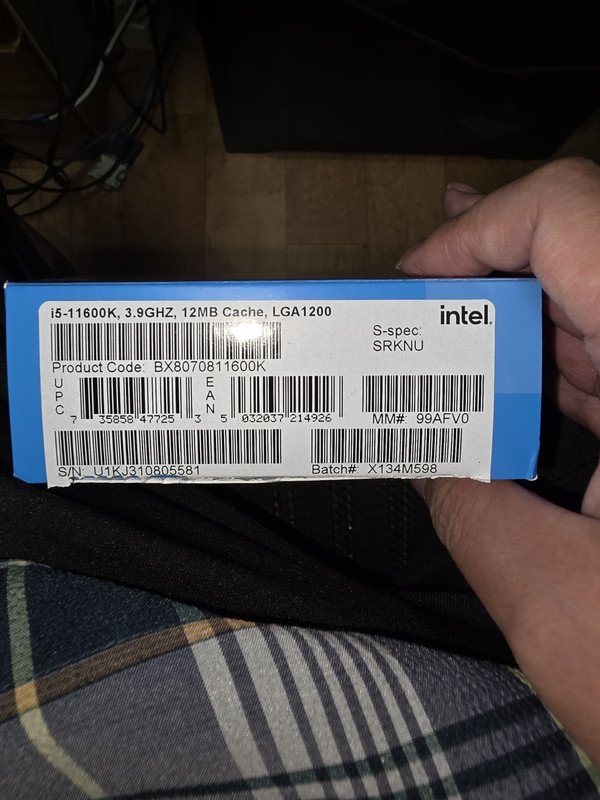 i5-11600K, 3.9GHZ, 12MB Cache, LGA1200
intel.
S-spec:
SRKNU
Product Code: BX8070811600K
UPC
7 35858 47725 3
EAN
5 032037 214926
MM#: 99AFV0
S/N: U1KJ310805581
Batch#: X134M598